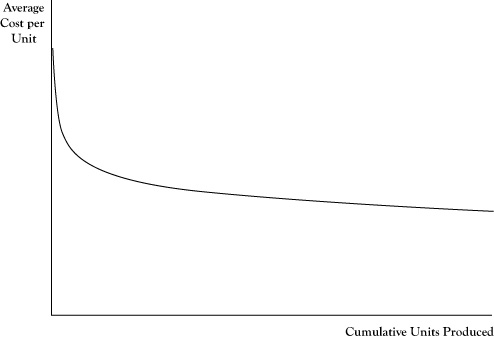 Average
Cost per
Unit
Cumulative Units Produced